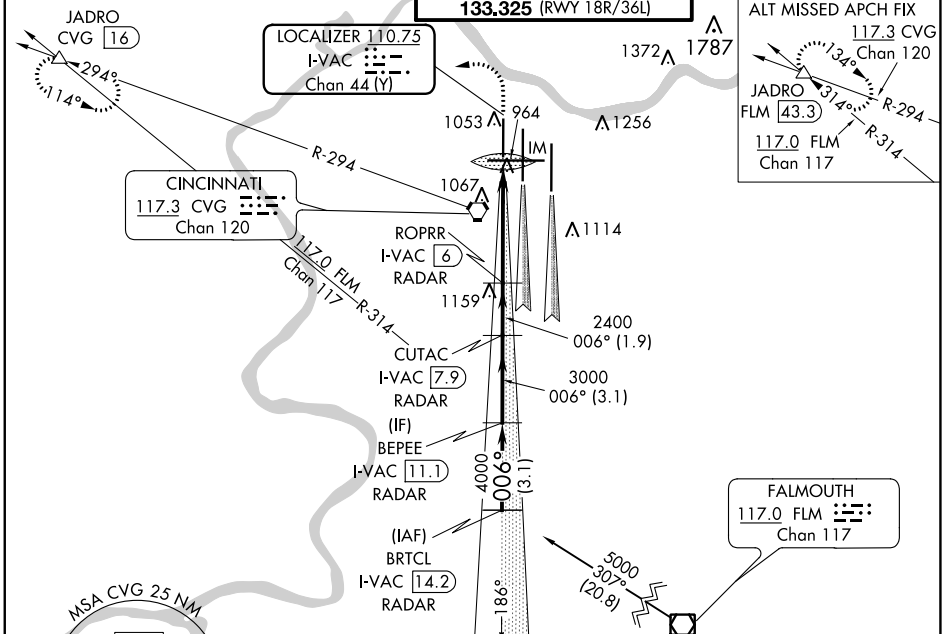 133.325 (RWY 18R/36L)
JADRO
CVG 16
294°
114°
LOCALIZER 110.75
I-VAC
Chan 44 (Y)
1372
1787
ALT MISSED APCH FIX
117.3 CVG
Chan 120
134°
314°
JADRO
FLM 43.3
R-294
R-314
117.0 FLM
Chan 117
1053
964
1256
IM
R-294
CINCINNATI
117.3 CVG
Chan 120
1067
1114
ROPRR
I-VAC 6
RADAR
117.0 FLM
Chan 117
R-314
1159
2400
006° (1.9)
CUTAC
I-VAC 7.9
RADAR
3000
006° (3.1)
(IF)
BEPEE
I-VAC 11.1
RADAR
4000
006°
(3.1)
(IAF)
BRTCL
I-VAC 14.2
RADAR
186°
FALMOUTH
117.0 FLM
Chan 117
5000
307°
(20.8)
MSA CVG 25 NM